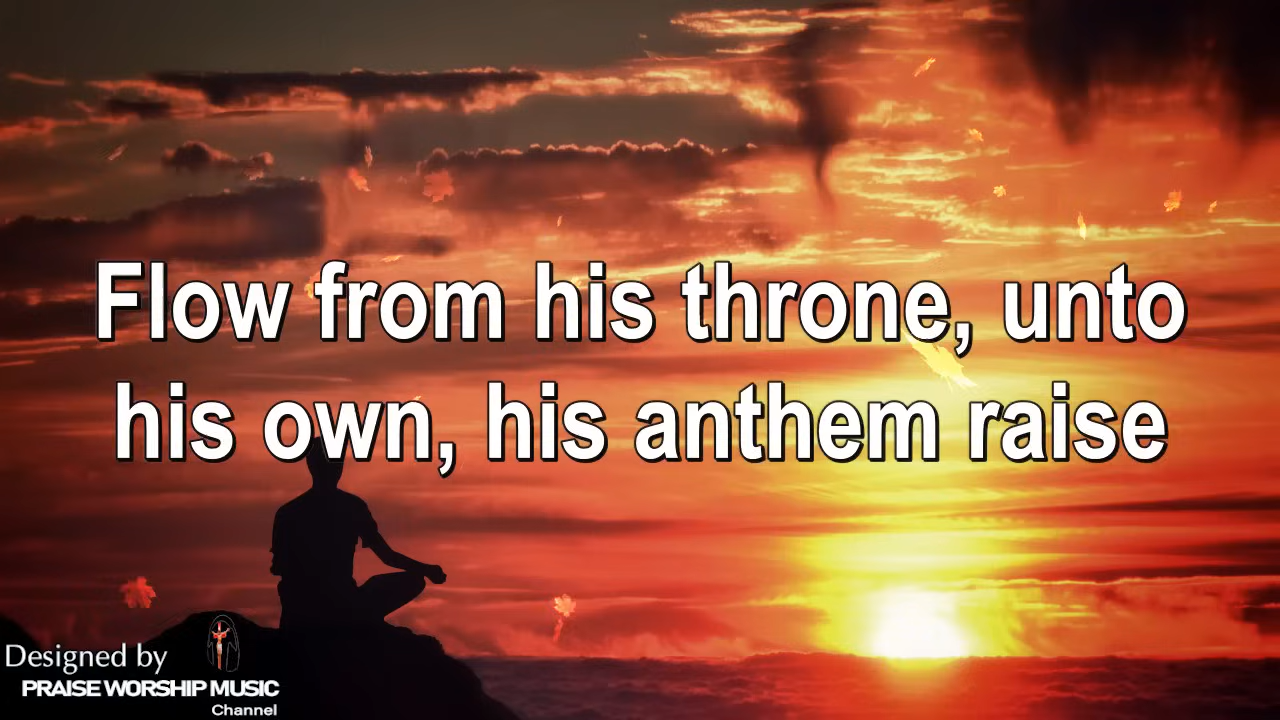 Flow from his throne, unto
his own, his anthem raise
Designed by
PRAISE WORSHIP MUSIC
Channel